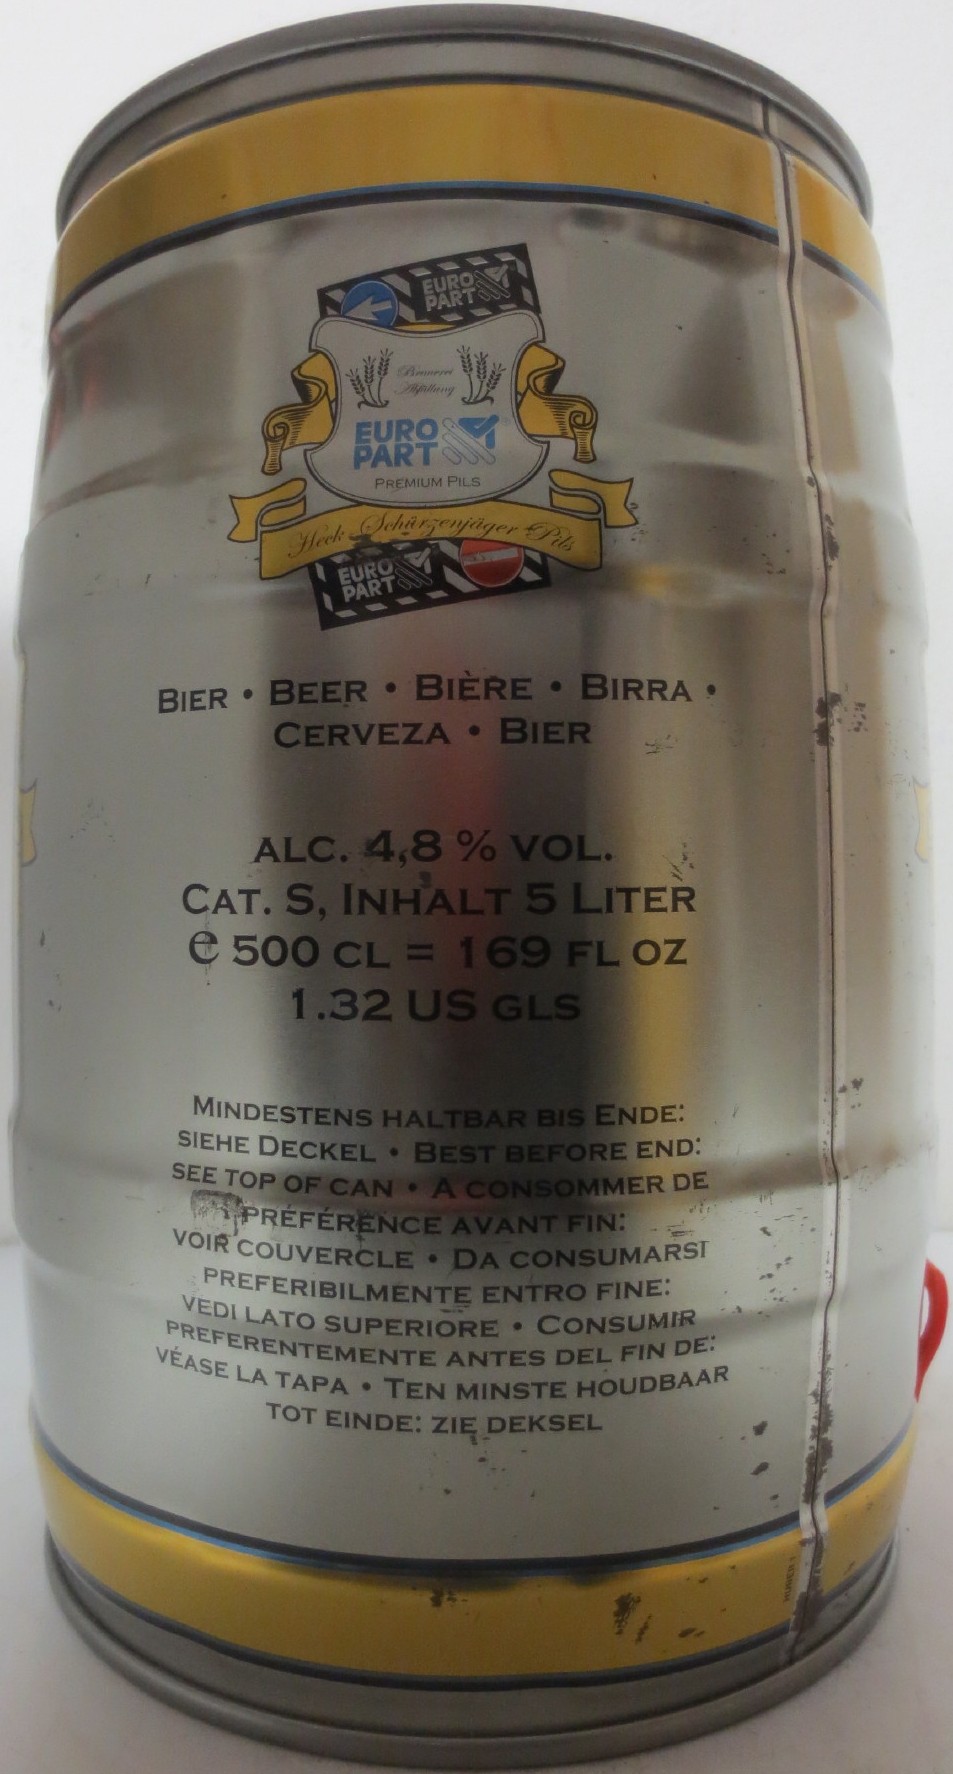 EURO
PART
Brauerei
Abfüllung
EURO
PART
PREMIUM PILS
Heck-Schürzenjäger-Pils
EURO
PART
BIER • BEER • BIÈRE • BIRRA •
CERVEZA • BIER
ALC. 4,8 % VOL.
CAT. S, INHALT 5 LITER
℮ 500 CL = 169 FL OZ
1.32 US GLS
MINDESTENS HALTBAR BIS ENDE:
SIEHE DECKEL • BEST BEFORE END:
SEE TOP OF CAN • A CONSOMMER DE
PRÉFÉRENCE AVANT FIN:
VOIR COUVERCLE • DA CONSUMARSI
PREFERIBILMENTE ENTRO FINE:
VEDI LATO SUPERIORE • CONSUMIR
PREFERENTEMENTE ANTES DEL FIN DE:
VÉASE LA TAPA • TEN MINSTE HOUDBAAR
TOT EINDE: ZIE DEKSEL